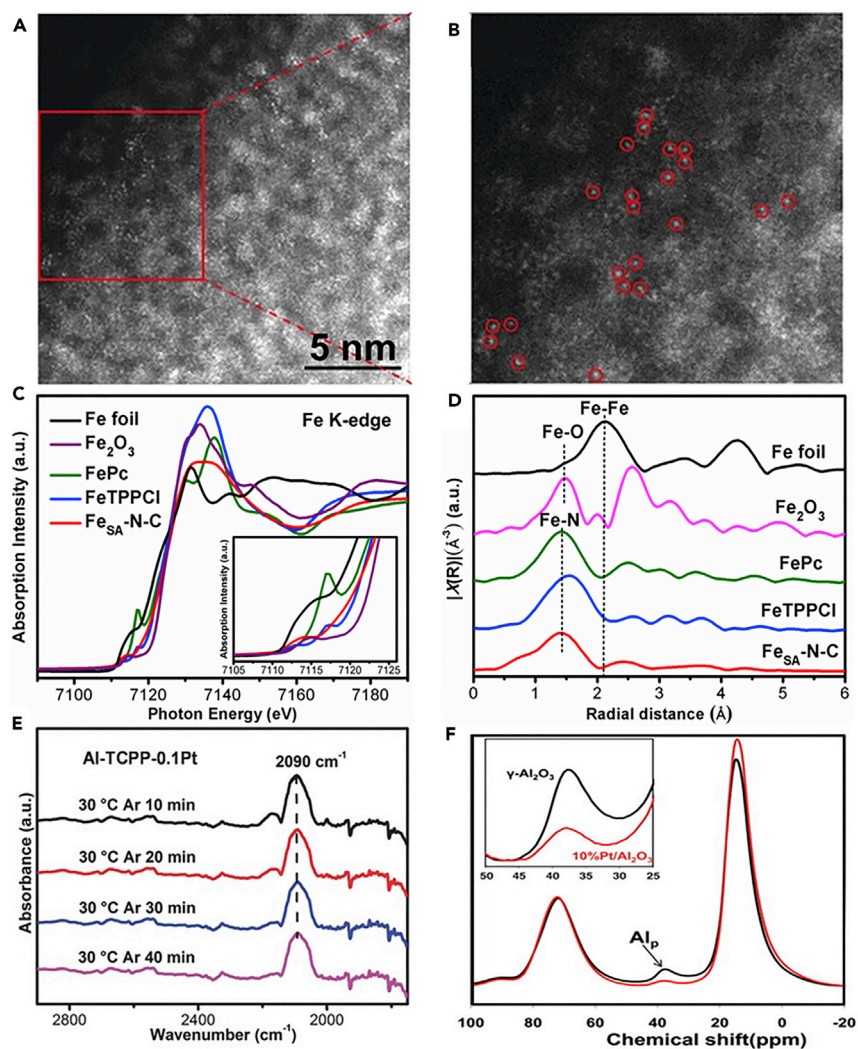 A
B
5 nm
C
Fe foil
Fe K-edge
Fe₂O₃
FePc
FeTPPCl
Fe_SA-N-C
Absorption Intensity (a.u.)
Absorption Intensity (a.u.)
7105 7110 7115 7120 7125
7100 7120 7140 7160 7180
Photon Energy (eV)
D
Fe-Fe
Fe-O
Fe foil
Fe₂O₃
Fe-N
FePc
FeTPPCl
Fe_SA-N-C
|X(R)|(Å⁻³) (a.u.)
0 1 2 3 4 5 6
Radial distance (Å)
E
Al-TCPP-0.1Pt
2090 cm⁻¹
30 °C Ar 10 min
30 °C Ar 20 min
30 °C Ar 30 min
30 °C Ar 40 min
Absorbance (a.u.)
2800 2400 2000
Wavenumber (cm⁻¹)
F
γ-Al₂O₃
10%Pt/Al₂O₃
50 45 40 35 30 25
Al_P
100 80 60 40 20 0 -20
Chemical shift(ppm)